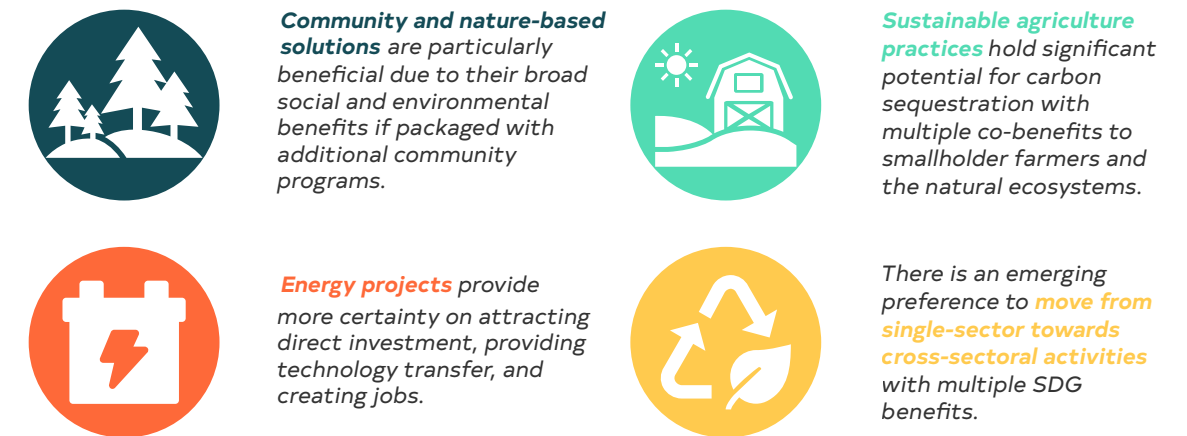 Community and nature-based
solutions are particularly
beneficial due to their broad
social and environmental
benefits if packaged with
additional community
programs.
Sustainable agriculture
practices hold significant
potential for carbon
sequestration with
multiple co-benefits to
smallholder farmers and
the natural ecosystems.
Energy projects provide
more certainty on attracting
direct investment, providing
technology transfer, and
creating jobs.
There is an emerging
preference to move from
single-sector towards
cross-sectoral activities
with multiple SDG
benefits.